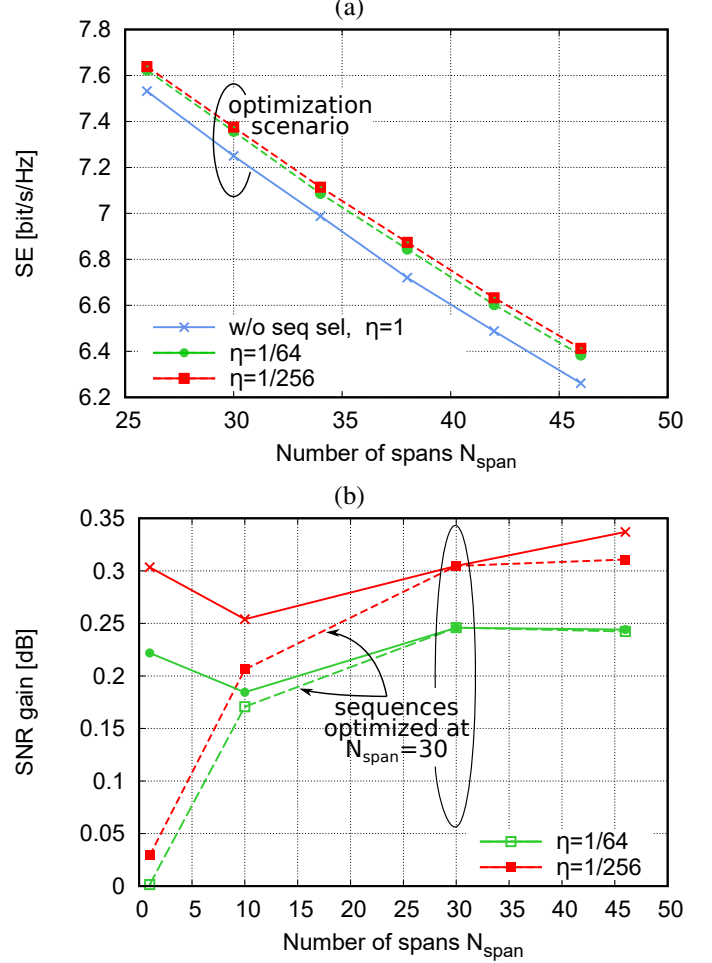 (a)
7.8
7.6
7.4
7.2
7
6.8
6.6
6.4
6.2
SE [bit/s/Hz]
optimization
scenario
w/o seq sel, η=1
η=1/64
η=1/256
25 30 35 40 45 50
Number of spans N_span
(b)
0.35
0.3
0.25
0.2
0.15
0.1
0.05
0
SNR gain [dB]
sequences
optimized at
N_span=30
η=1/64
η=1/256
0 5 10 15 20 25 30 35 40 45 50
Number of spans N_span